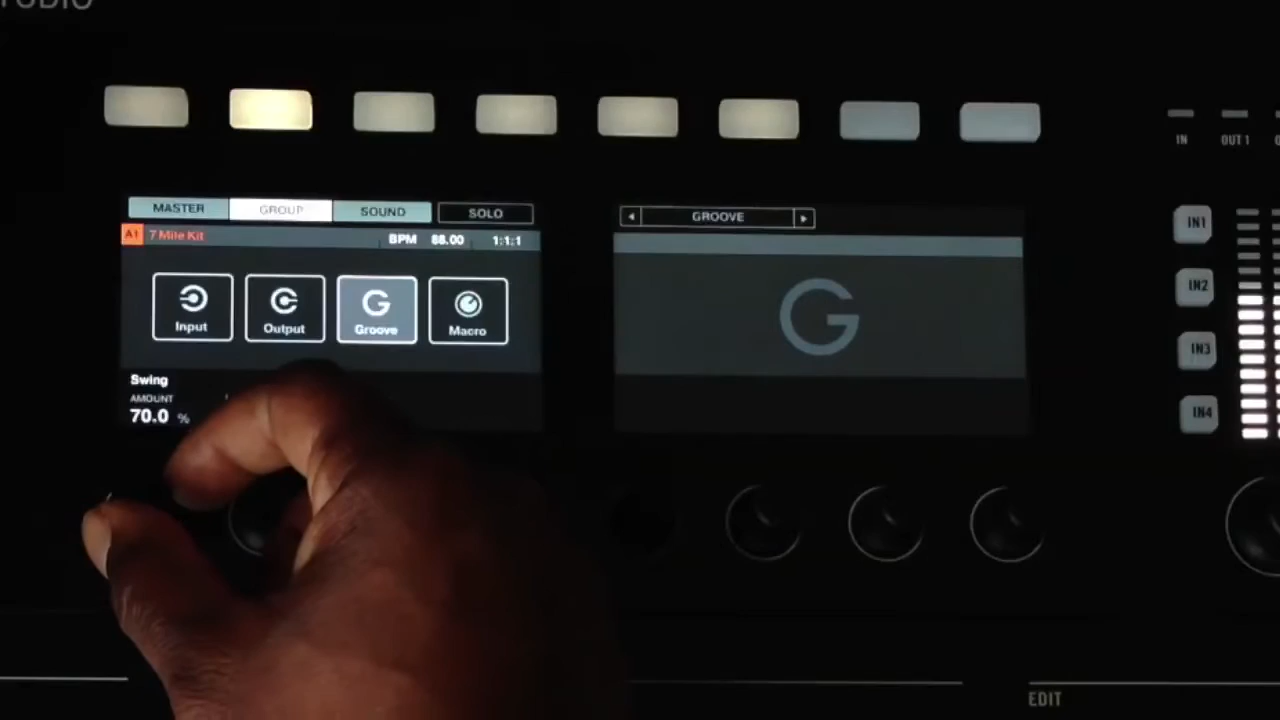 MASTER GROUP SOUND SOLO
A1 7 Mile Kit BPM 88.00 1:1:1
Input Output Groove Macro
Swing
AMOUNT
70.0 %
GROOVE
G
IN OUT 1
IN1
IN2
IN3
IN4
EDIT